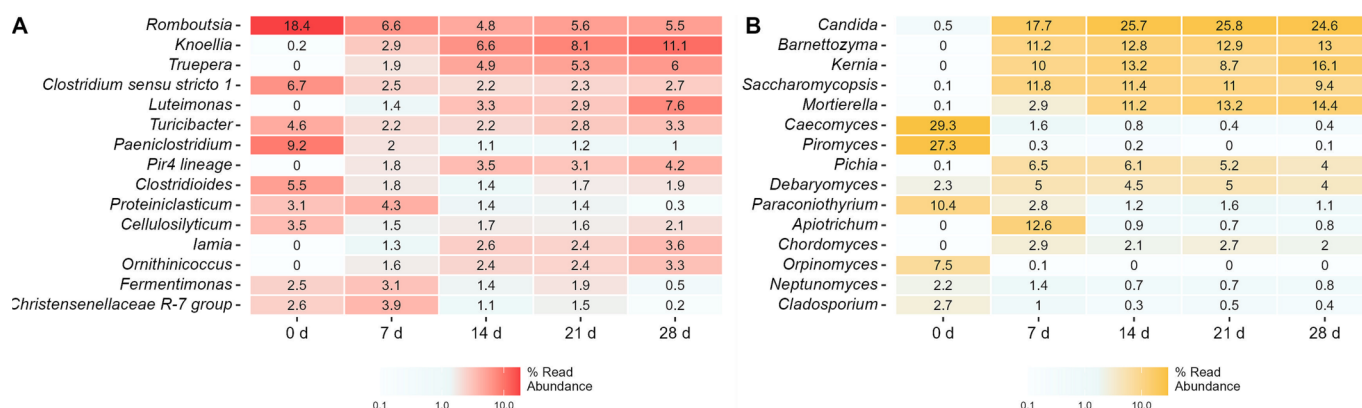 A
Romboutsia 18.4 6.6 4.8 5.6 5.5
Knoellia 0.2 2.9 6.6 8.1 11.1
Truepera 0 1.9 4.9 5.3 6
Clostridium sensu stricto 1 6.7 2.5 2.2 2.3 2.7
Luteimonas 0 1.4 3.3 2.9 7.6
Turicibacter 4.6 2.2 2.2 2.8 3.3
Paeniclostridium 9.2 2 1.1 1.2 1
Pir4 lineage 0 1.8 3.5 3.1 4.2
Clostridioides 5.5 1.8 1.4 1.7 1.9
Proteiniclasticum 3.1 4.3 1.4 1.4 0.3
Cellulosilyticum 3.5 1.5 1.7 1.6 2.1
Iamia 0 1.3 2.6 2.4 3.6
Ornithinicoccus 0 1.6 2.4 2.4 3.3
Fermentimonas 2.5 3.1 1.4 1.9 0.5
Christensenellaceae R-7 group 2.6 3.9 1.1 1.5 0.2
0 d 7 d 14 d 21 d 28 d
% Read
Abundance
0.1 1.0 10.0
B
Candida 0.5 17.7 25.7 25.8 24.6
Barnettozyma 0 11.2 12.8 12.9 13
Kernia 0 10 13.2 8.7 16.1
Saccharomycopsis 0.1 11.8 11.4 11 9.4
Mortierella 0.1 2.9 11.2 13.2 14.4
Caecomyces 29.3 1.6 0.8 0.4 0.4
Piromyces 27.3 0.3 0.2 0 0.1
Pichia 0.1 6.5 6.1 5.2 4
Debaryomyces 2.3 5 4.5 5 4
Paraconiothyrium 10.4 2.8 1.2 1.6 1.1
Apiotrichum 0 12.6 0.9 0.7 0.8
Chordomyces 0 2.9 2.1 2.7 2
Orpinomyces 7.5 0.1 0 0 0
Neptunomyces 2.2 1.4 0.7 0.7 0.8
Cladosporium 2.7 1 0.3 0.5 0.4
0 d 7 d 14 d 21 d 28 d
% Read
Abundance
0.1 1.0 10.0